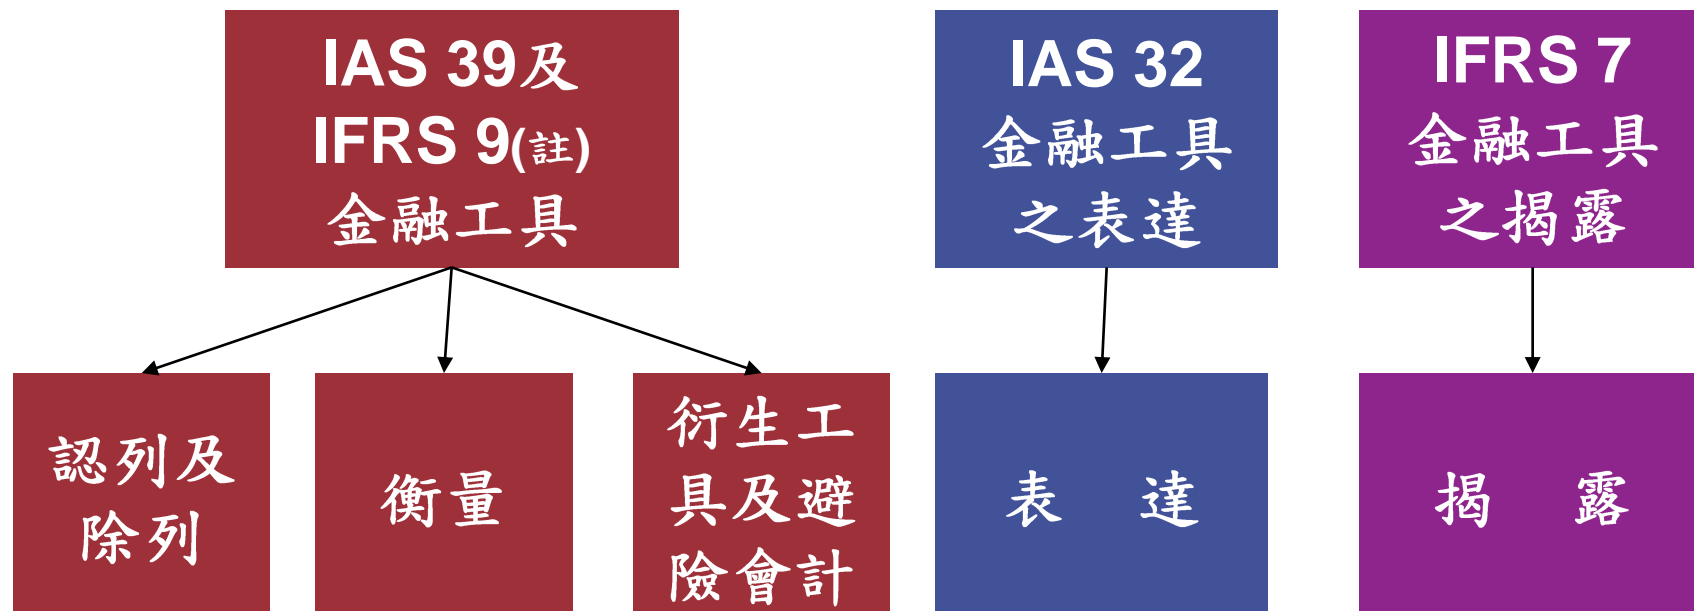 IAS 39及
IFRS 9(註)
金融工具
IAS 32
金融工具
之表達
IFRS 7
金融工具
之揭露
認列及
除列
衡量
衍生工
具及避
險會計
表 達
揭 露